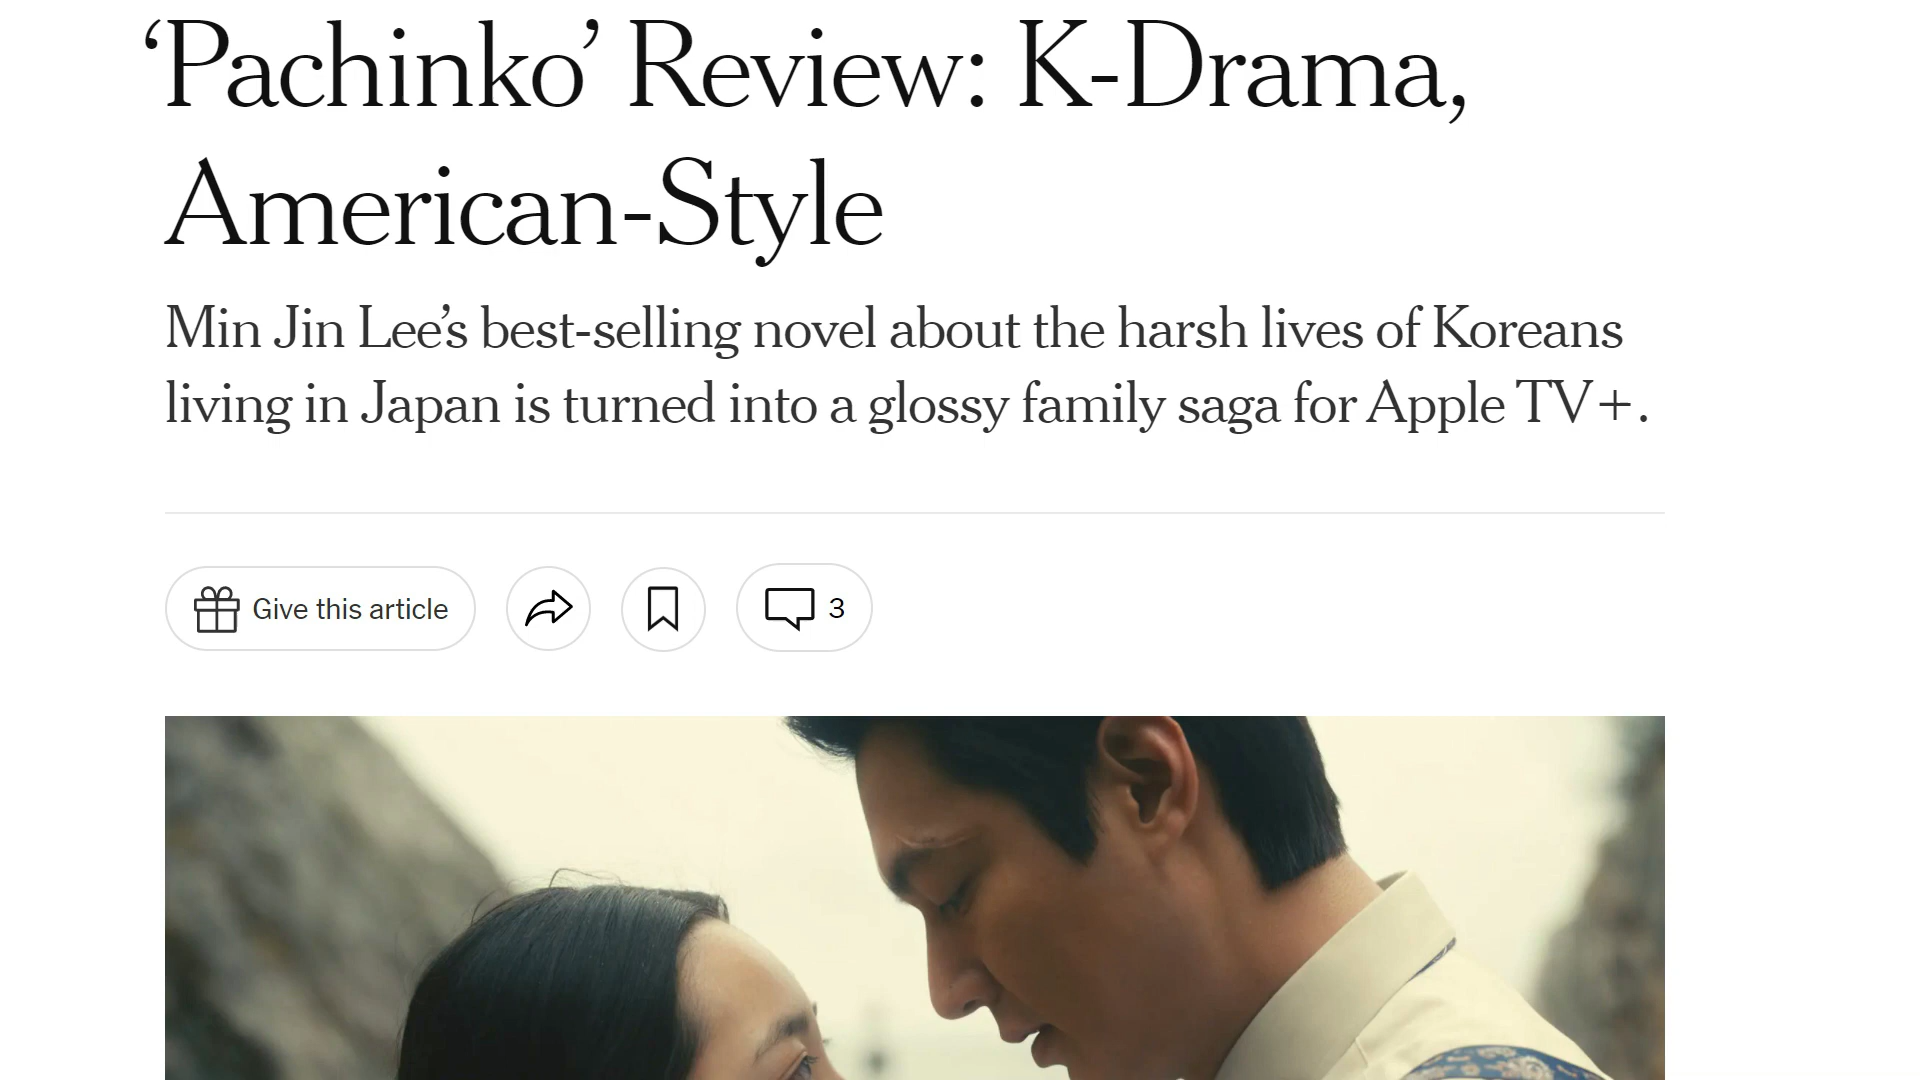 ‘Pachinko’ Review: K-Drama,
American-Style
Min Jin Lee’s best-selling novel about the harsh lives of Koreans
living in Japan is turned into a glossy family saga for Apple TV+.
Give this article
3